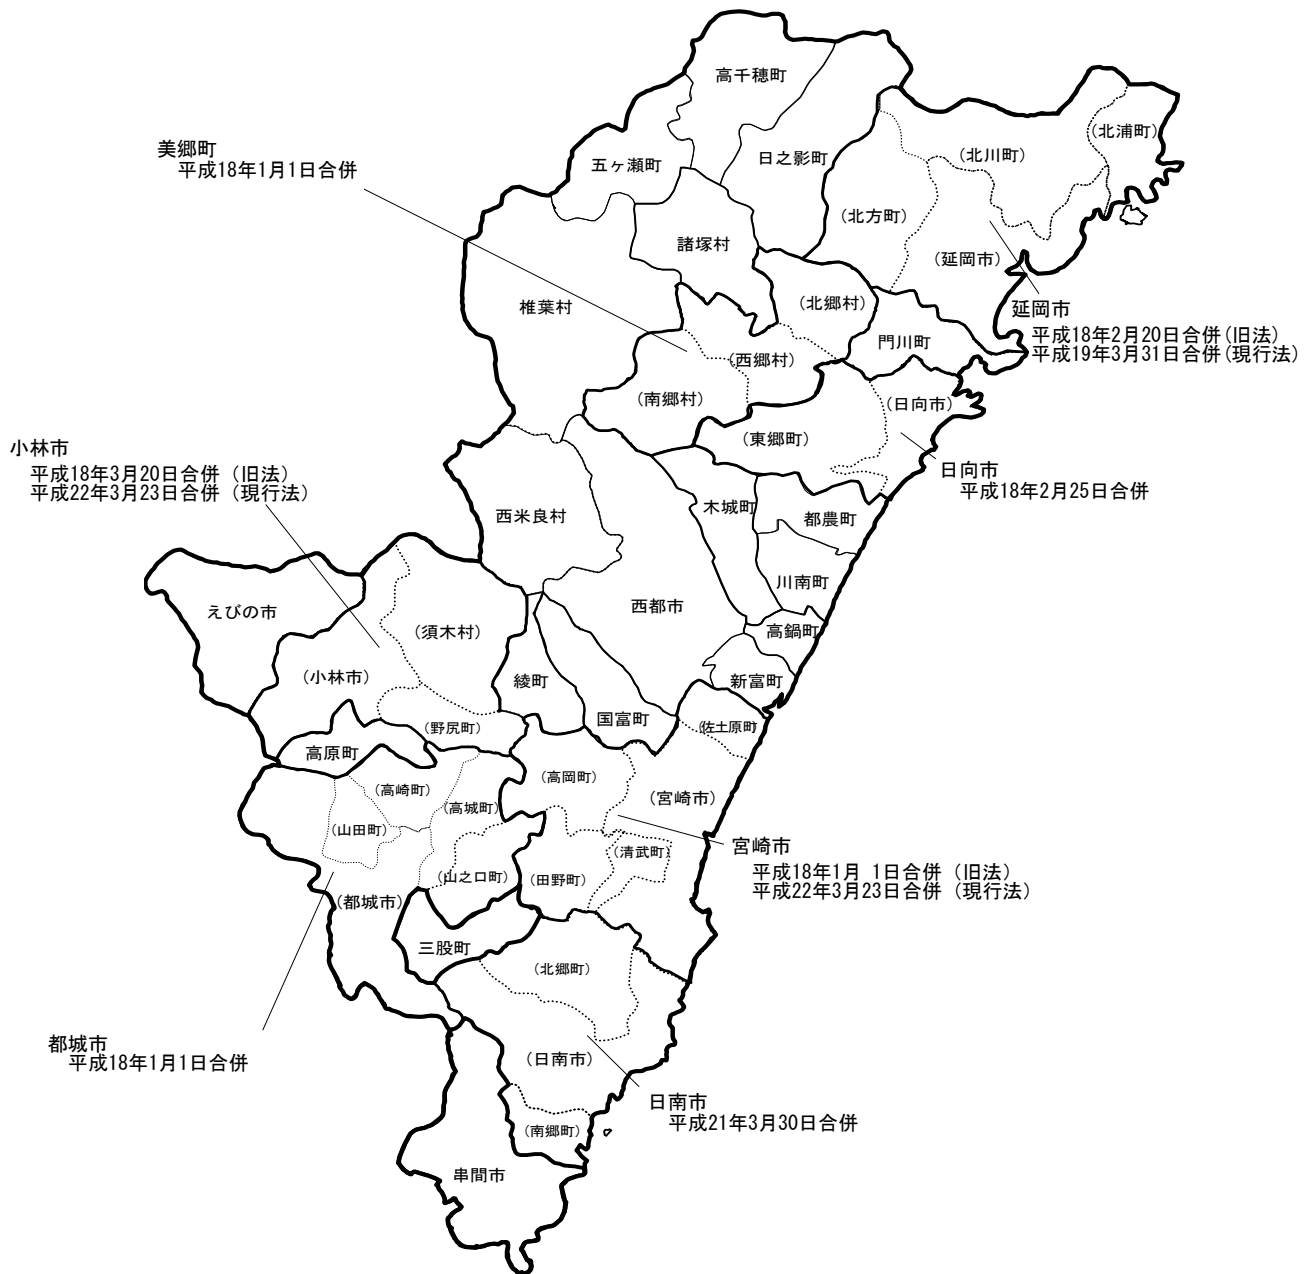 高千穂町
(北浦町)
美郷町
平成18年1月1日合併
五ヶ瀬町
日之影町
(北川町)
(北方町)
諸塚村
(延岡市)
椎葉村
(北郷村)
延岡市
平成18年2月20日合併(旧法)
平成19年3月31日合併(現行法)
門川町
(西郷村)
(南郷村)
(日向市)
(東郷町)
小林市
平成18年3月20日合併（旧法）
平成22年3月23日合併（現行法）
日向市
平成18年2月25日合併
西米良村
木城町
都農町
川南町
えびの市
西都市
(須木村)
高鍋町
(小林市)
綾町
新富町
国富町
(野尻町)
(佐土原町)
高原町
(高岡町)
(高崎町)
(宮崎市)
(高城町)
(山田町)
宮崎市
平成18年1月 1日合併（旧法）
平成22年3月23日合併（現行法）
(清武町)
(山之口町)
(田野町)
(都城市)
三股町
(北郷町)
都城市
平成18年1月1日合併
(日南市)
日南市
平成21年3月30日合併
(南郷町)
串間市